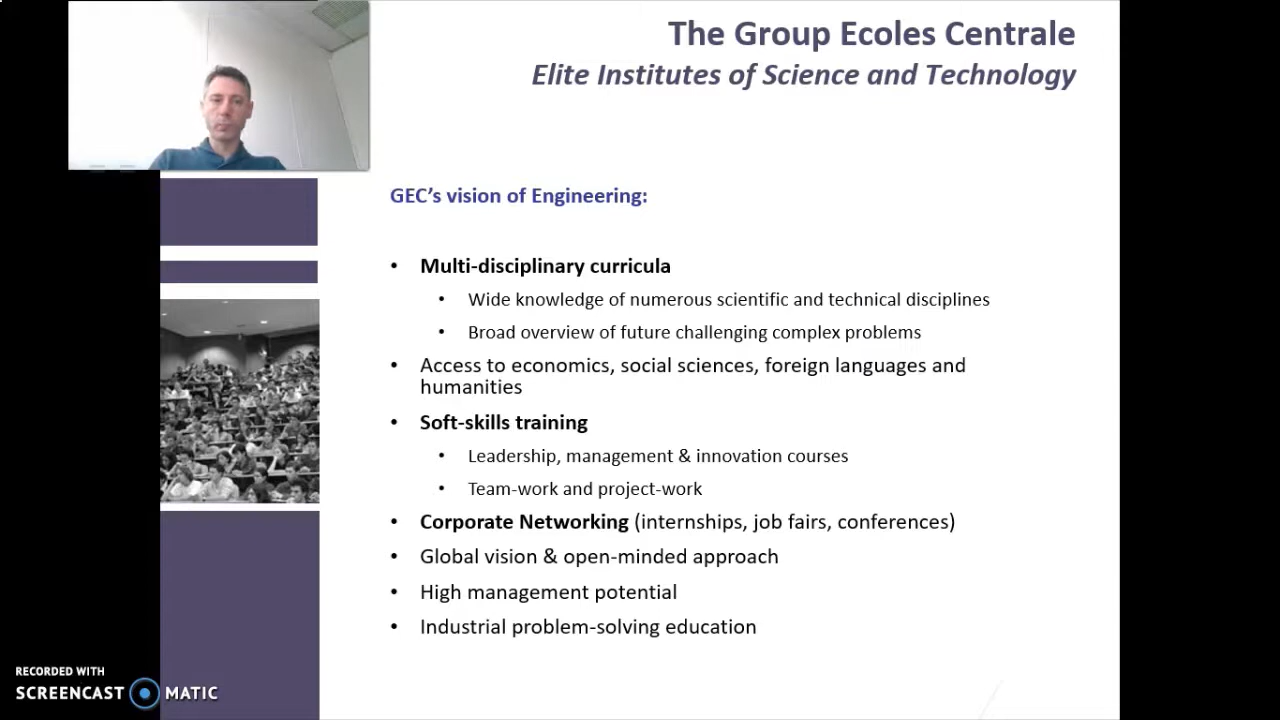 The Group Ecoles Centrale
Elite Institutes of Science and Technology
GEC's vision of Engineering:
• Multi-disciplinary curricula
• Wide knowledge of numerous scientific and technical disciplines
• Broad overview of future challenging complex problems
• Access to economics, social sciences, foreign languages and
humanities
• Soft-skills training
• Leadership, management & innovation courses
• Team-work and project-work
• Corporate Networking (internships, job fairs, conferences)
• Global vision & open-minded approach
• High management potential
• Industrial problem-solving education
RECORDED WITH
SCREENCAST MATIC